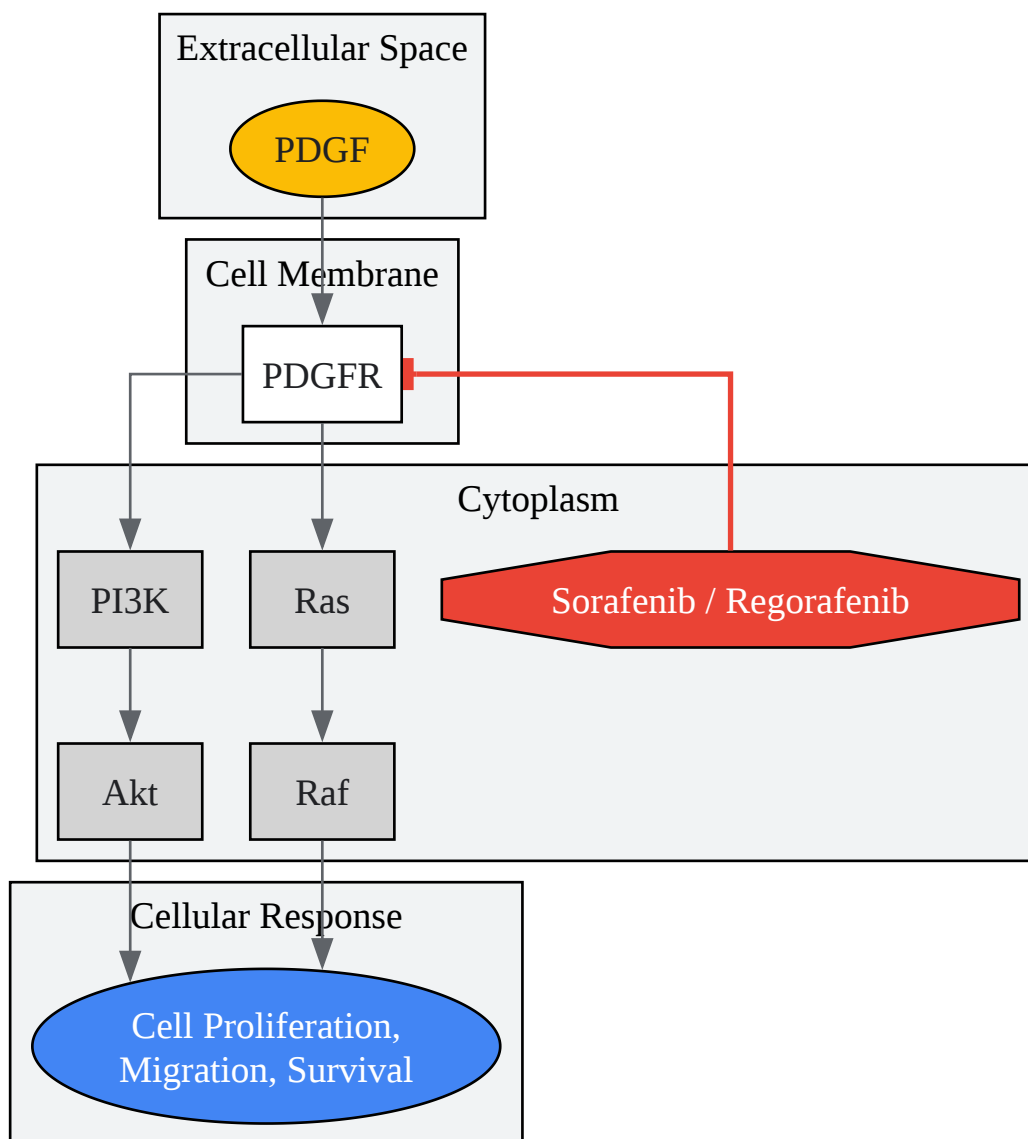 Extracellular Space
PDGF
Cell Membrane
PDGFR
Cytoplasm
PI3K
Ras
Sorafenib / Regorafenib
Akt
Raf
Cellular Response
Cell Proliferation,
Migration, Survival